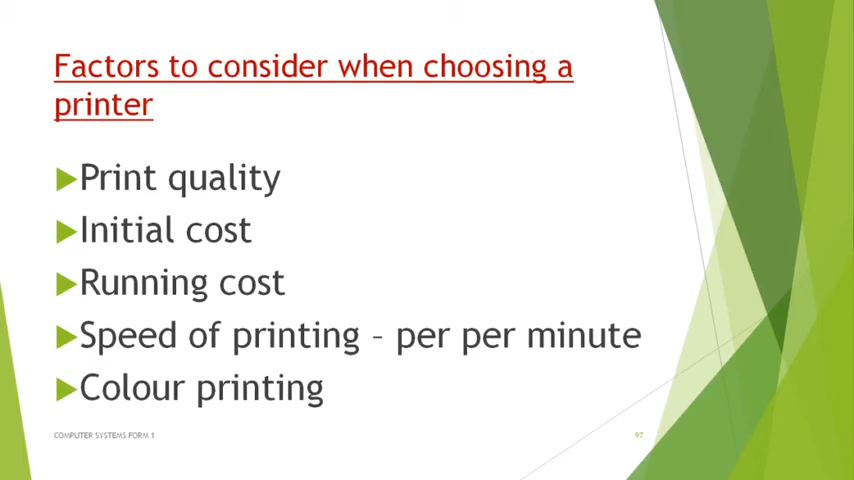 Factors to consider when choosing a
printer
Print quality
Initial cost
Running cost
Speed of printing – per per minute
Colour printing
COMPUTER SYSTEMS FORM 1
97